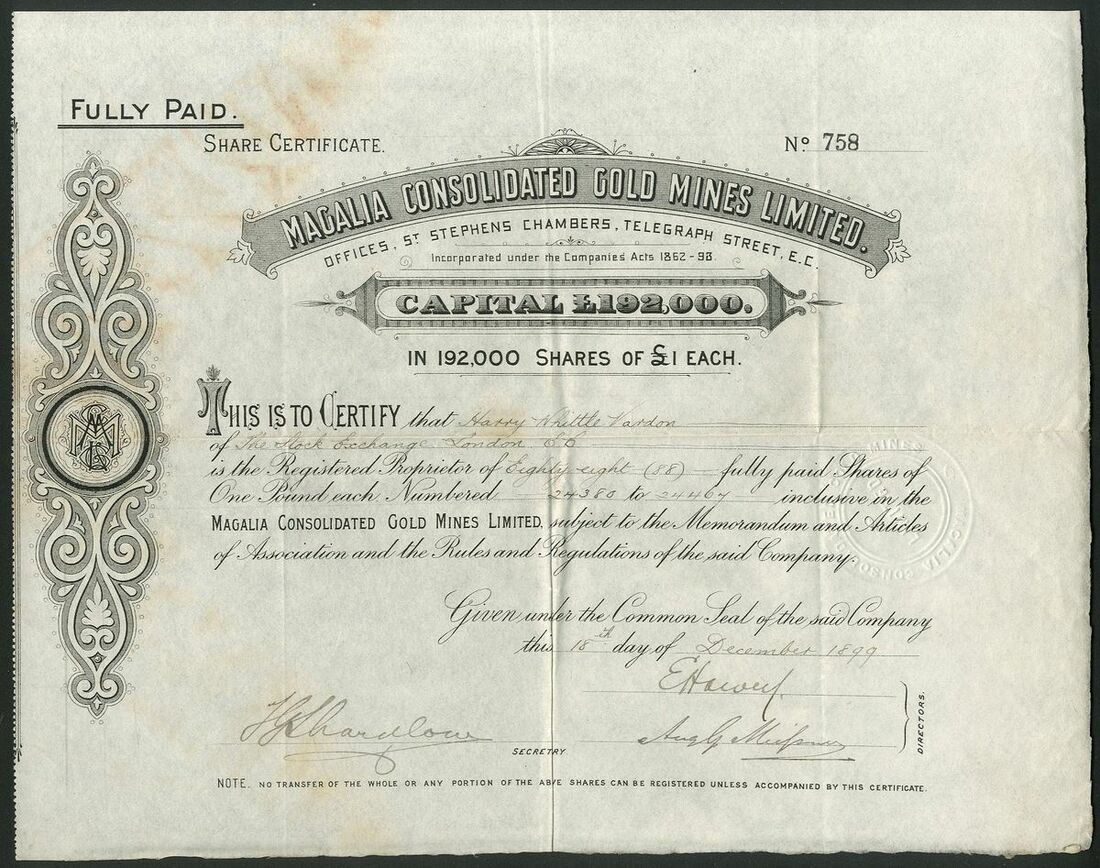 FULLY PAID.
SHARE CERTIFICATE.
No 758
MAGALIA CONSOLIDATED GOLD MINES LIMITED.
OFFICES, ST STEPHENS CHAMBERS, TELEGRAPH STREET, E.C.
Incorporated under the Companies Acts 1862-98.
CAPITAL £192,000.
IN 192,000 SHARES OF £1 EACH.
THIS IS TO CERTIFY that Harry Whittle Vardon
of The Stock Exchange London E C
is the Registered Proprietor of Eighty eight (88) fully paid Shares of
One Pound each Numbered 24380 to 24467 inclusive in the
MAGALIA CONSOLIDATED GOLD MINES LIMITED, subject to the Memorandum and Articles
of Association and the Rules and Regulations of the said Company.
Given under the Common Seal of the said Company
this 18th day of December 1899
DIRECTORS.
SECRETRY
NOTE. NO TRANSFER OF THE WHOLE OR ANY PORTION OF THE ABVE SHARES CAN BE REGISTERED UNLESS ACCOMPANIED BY THIS CERTIFICATE.